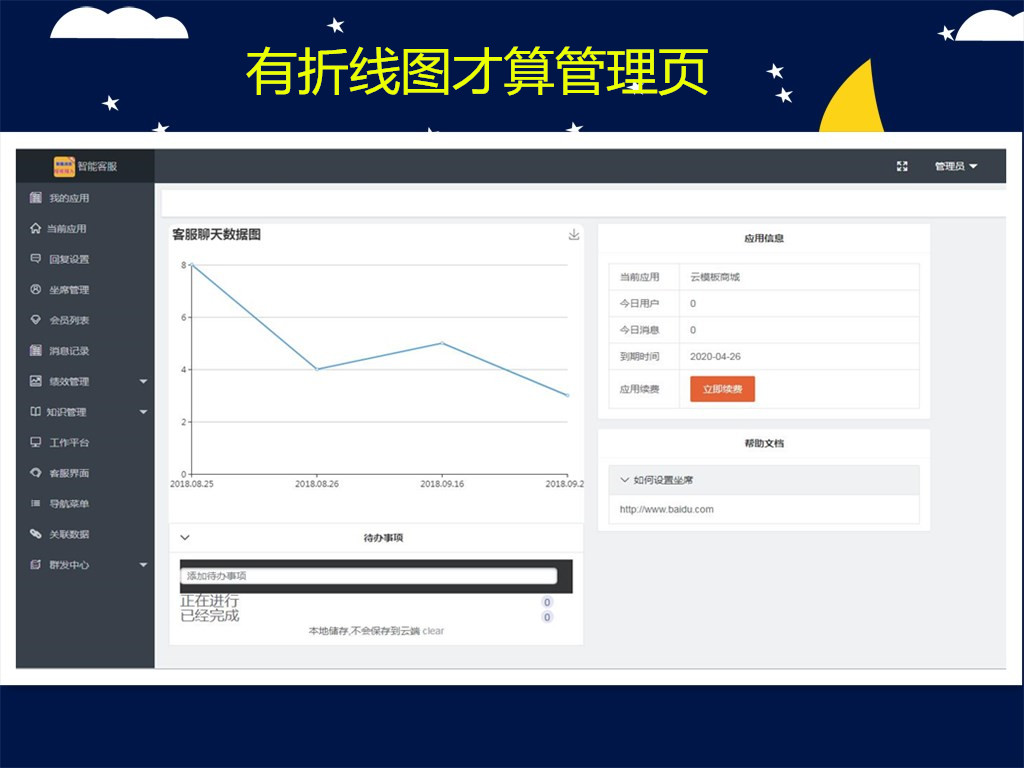 有折线图才算管理页
智能客服
管理员
我的应用
当前应用
回复设置
坐席管理
会员列表
消息记录
绩效管理
知识管理
工作平台
客服界面
导航菜单
关联数据
群发中心
客服聊天数据图
8
6
4
2
0
2018.08.25 2018.08.26 2018.09.16 2018.09.2
待办事项
添加待办事项
正在进行 0
已经完成 0
本地储存,不会保存到云端 clear
应用信息
当前应用 云模板商城
今日用户 0
今日消息 0
到期时间 2020-04-26
应用续费 立即续费
帮助文档
如何设置坐席
http://www.baidu.com